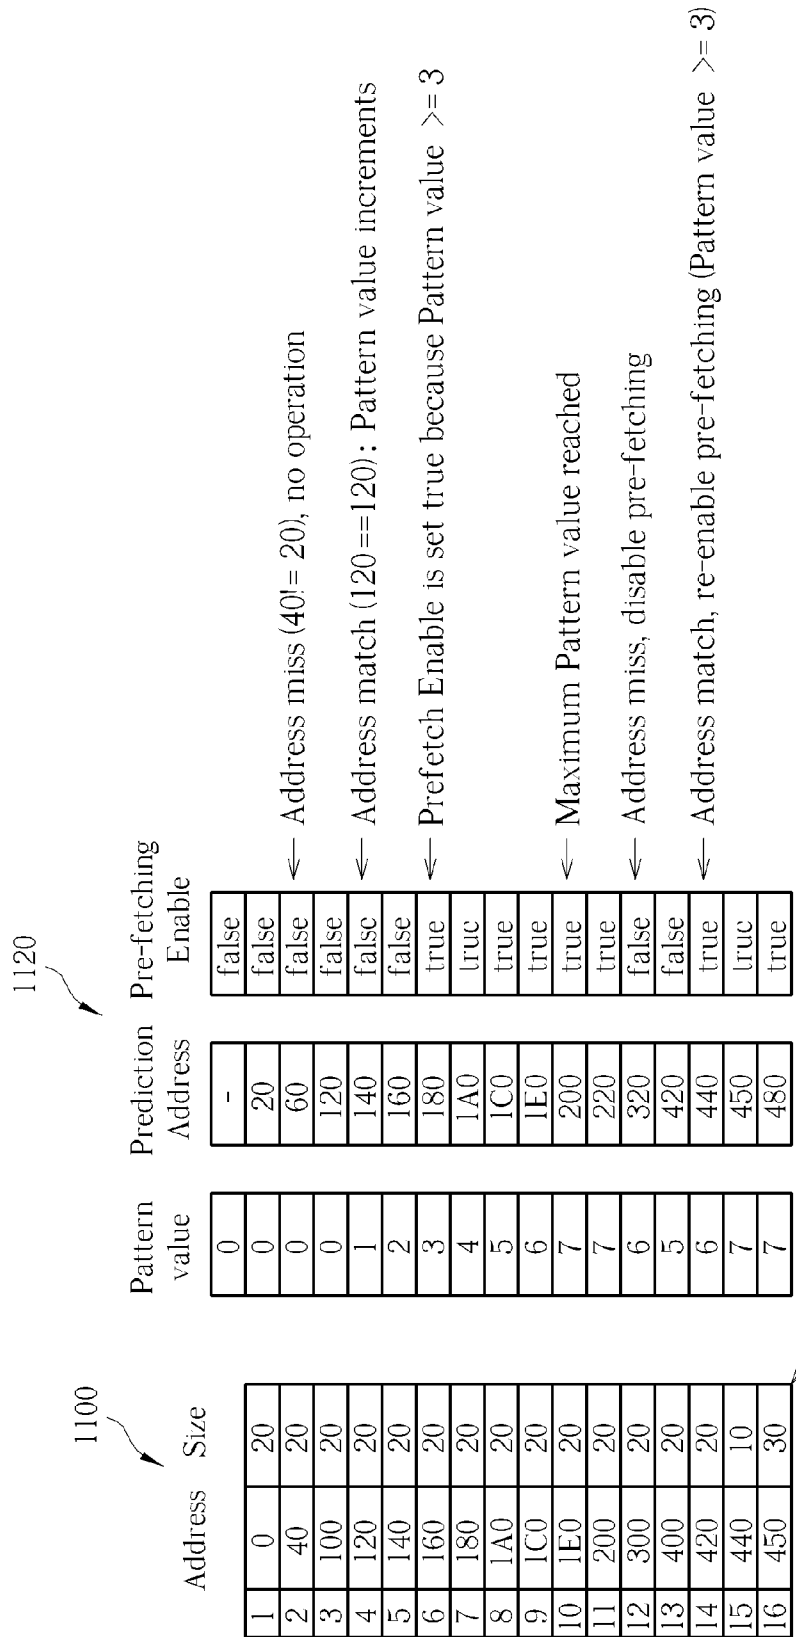 1120
1100
Pattern Prediction Pre-fetching
Address Size value Address Enable
0 - false
1 0 20 0 20 false
2 40 20 0 60 false ← Address miss (40!= 20), no operation
3 100 20 0 120 false
4 120 20 1 140 false ← Address match (120==120): Pattern value increments
5 140 20 2 160 false
6 160 20 3 180 true ← Prefetch Enable is set true because Pattern value >= 3
7 180 20 4 1A0 true
8 1A0 20 5 1C0 true
9 1C0 20 6 1E0 true
10 1E0 20 7 200 true ← Maximum Pattern value reached
11 200 20 7 220 true
12 300 20 6 320 false ← Address miss, disable pre-fetching
13 400 20 5 420 false
14 420 20 6 440 true ← Address match, re-enable pre-fetching (Pattern value >= 3)
15 440 10 7 450 true
16 450 30 7 480 true